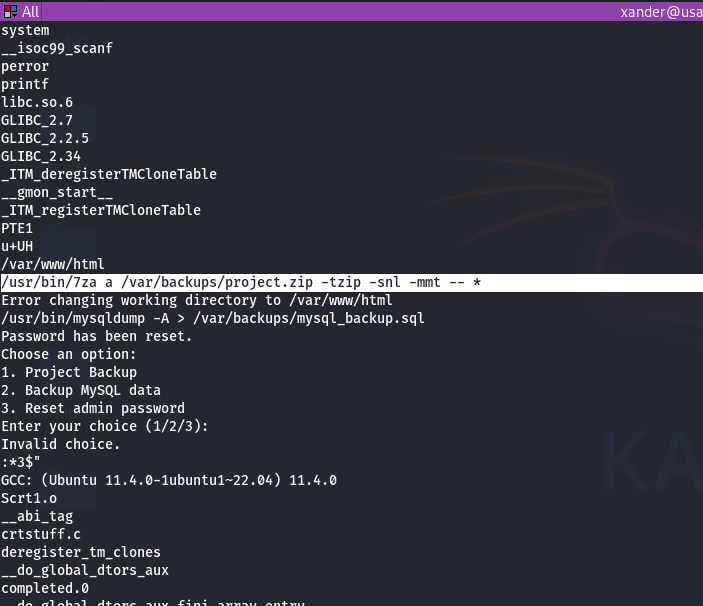 All xander@usa
system
__isoc99_scanf
perror
printf
libc.so.6
GLIBC_2.7
GLIBC_2.2.5
GLIBC_2.34
_ITM_deregisterTMCloneTable
__gmon_start__
_ITM_registerTMCloneTable
PTE1
u+UH
/var/www/html
/usr/bin/7za a /var/backups/project.zip -tzip -snl -mmt -- *
Error changing working directory to /var/www/html
/usr/bin/mysqldump -A > /var/backups/mysql_backup.sql
Password has been reset.
Choose an option:
1. Project Backup
2. Backup MySQL data
3. Reset admin password
Enter your choice (1/2/3):
Invalid choice.
:*3$"
GCC: (Ubuntu 11.4.0-1ubuntu1~22.04) 11.4.0
Scrt1.o
__abi_tag
crtstuff.c
deregister_tm_clones
__do_global_dtors_aux
completed.0
__do_global_dtors_aux_fini_array_entry
KA